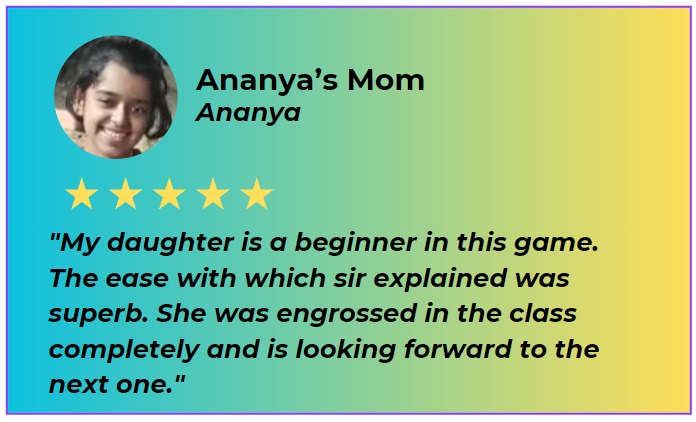 Ananya’s Mom
Ananya
"My daughter is a beginner in this game.
The ease with which sir explained was
superb. She was engrossed in the class
completely and is looking forward to the
next one."